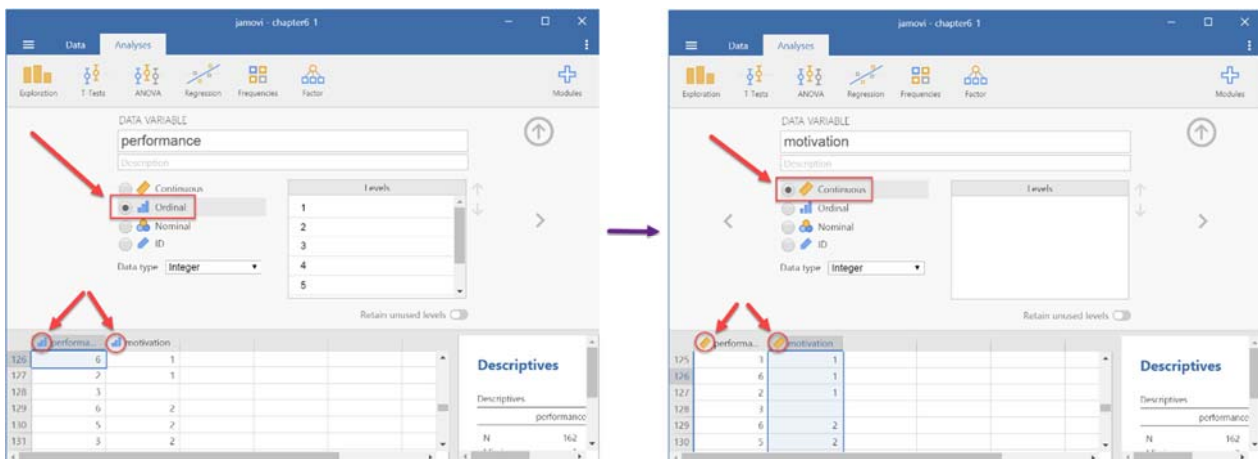 jamovi - chapter6 1
Data Analyses
Exploration T-Tests ANOVA Regression Frequencies Factor Modules
DATA VARIABLE
performance
Description
Continuous
Ordinal
Nominal
ID
Data type Integer
Levels
1
2
3
4
5
Retain unused levels
performa... motivation
126 6 1
127 2 1
128 3
129 6 2
130 5 2
131 3 2
Descriptives
Descriptives
performance
N 162
jamovi - chapter6 1
Data Analyses
Exploration T-Tests ANOVA Regression Frequencies Factor Modules
DATA VARIABLE
motivation
Description
Continuous
Ordinal
Nominal
ID
Data type Integer
Levels
Retain unused levels
performa... motivation
125 3 1
126 6 1
127 2 1
128 3
129 6 2
130 5 2
Descriptives
Descriptives
performance
N 162